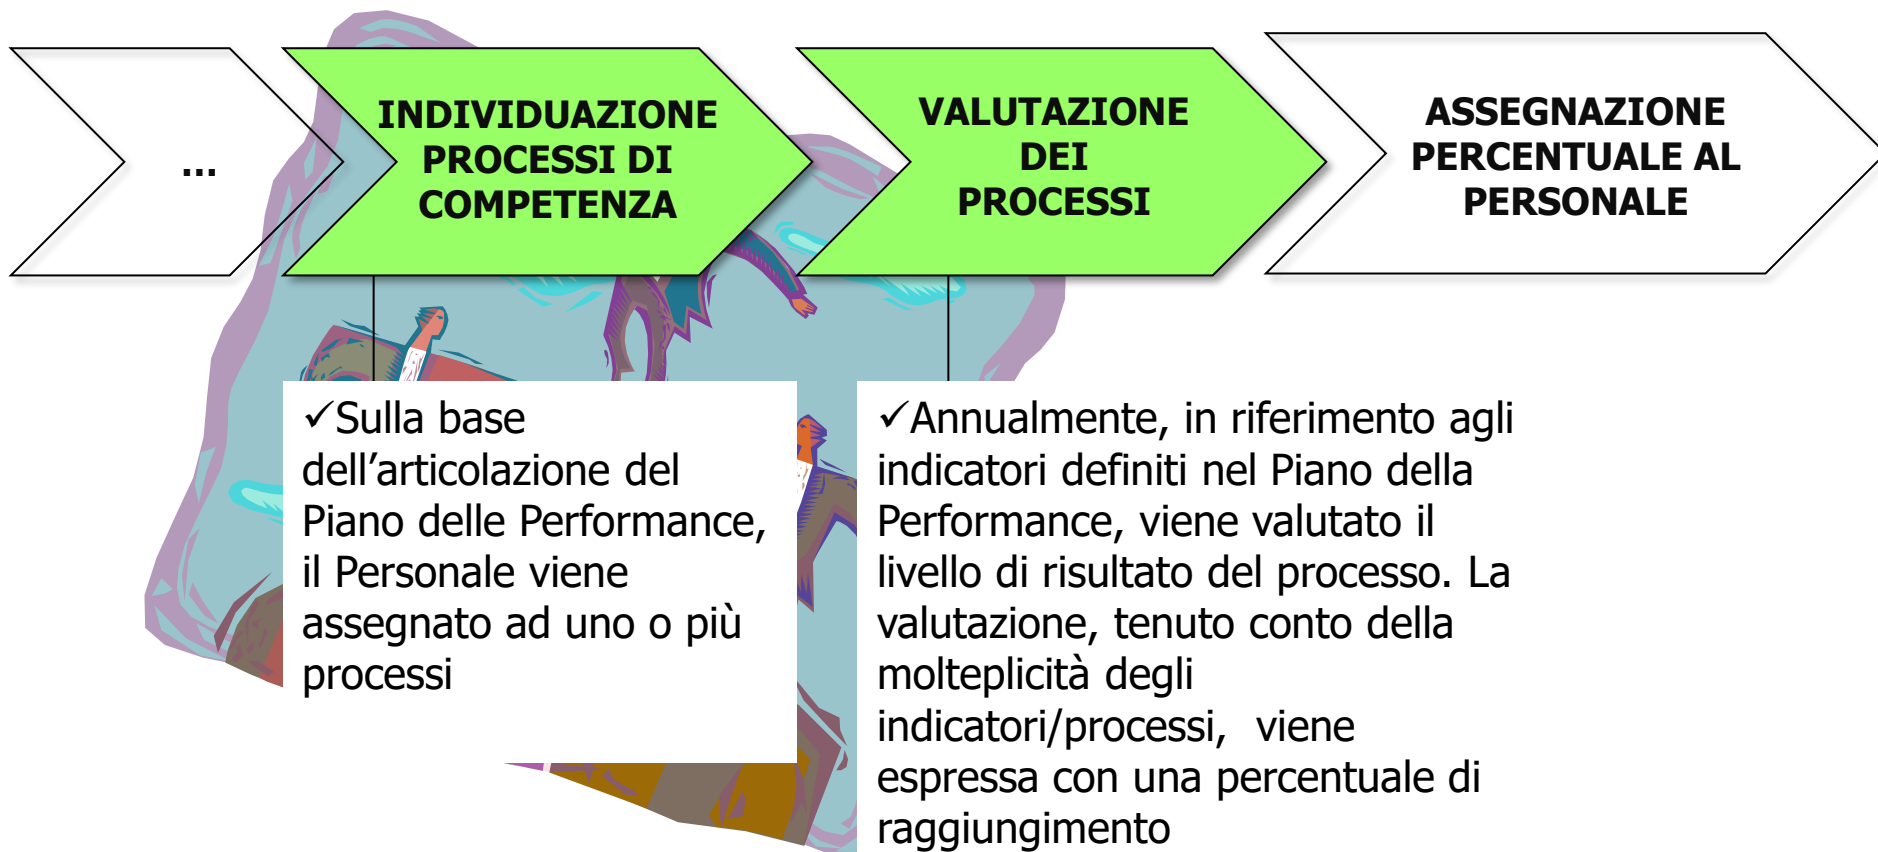 ...
INDIVIDUAZIONE
PROCESSI DI
COMPETENZA
VALUTAZIONE
DEI
PROCESSI
ASSEGNAZIONE
PERCENTUALE AL
PERSONALE
✓Sulla base
dell’articolazione del
Piano delle Performance,
il Personale viene
assegnato ad uno o più
processi
✓Annualmente, in riferimento agli
indicatori definiti nel Piano della
Performance, viene valutato il
livello di risultato del processo. La
valutazione, tenuto conto della
molteplicità degli
indicatori/processi, viene
espressa con una percentuale di
raggiungimento